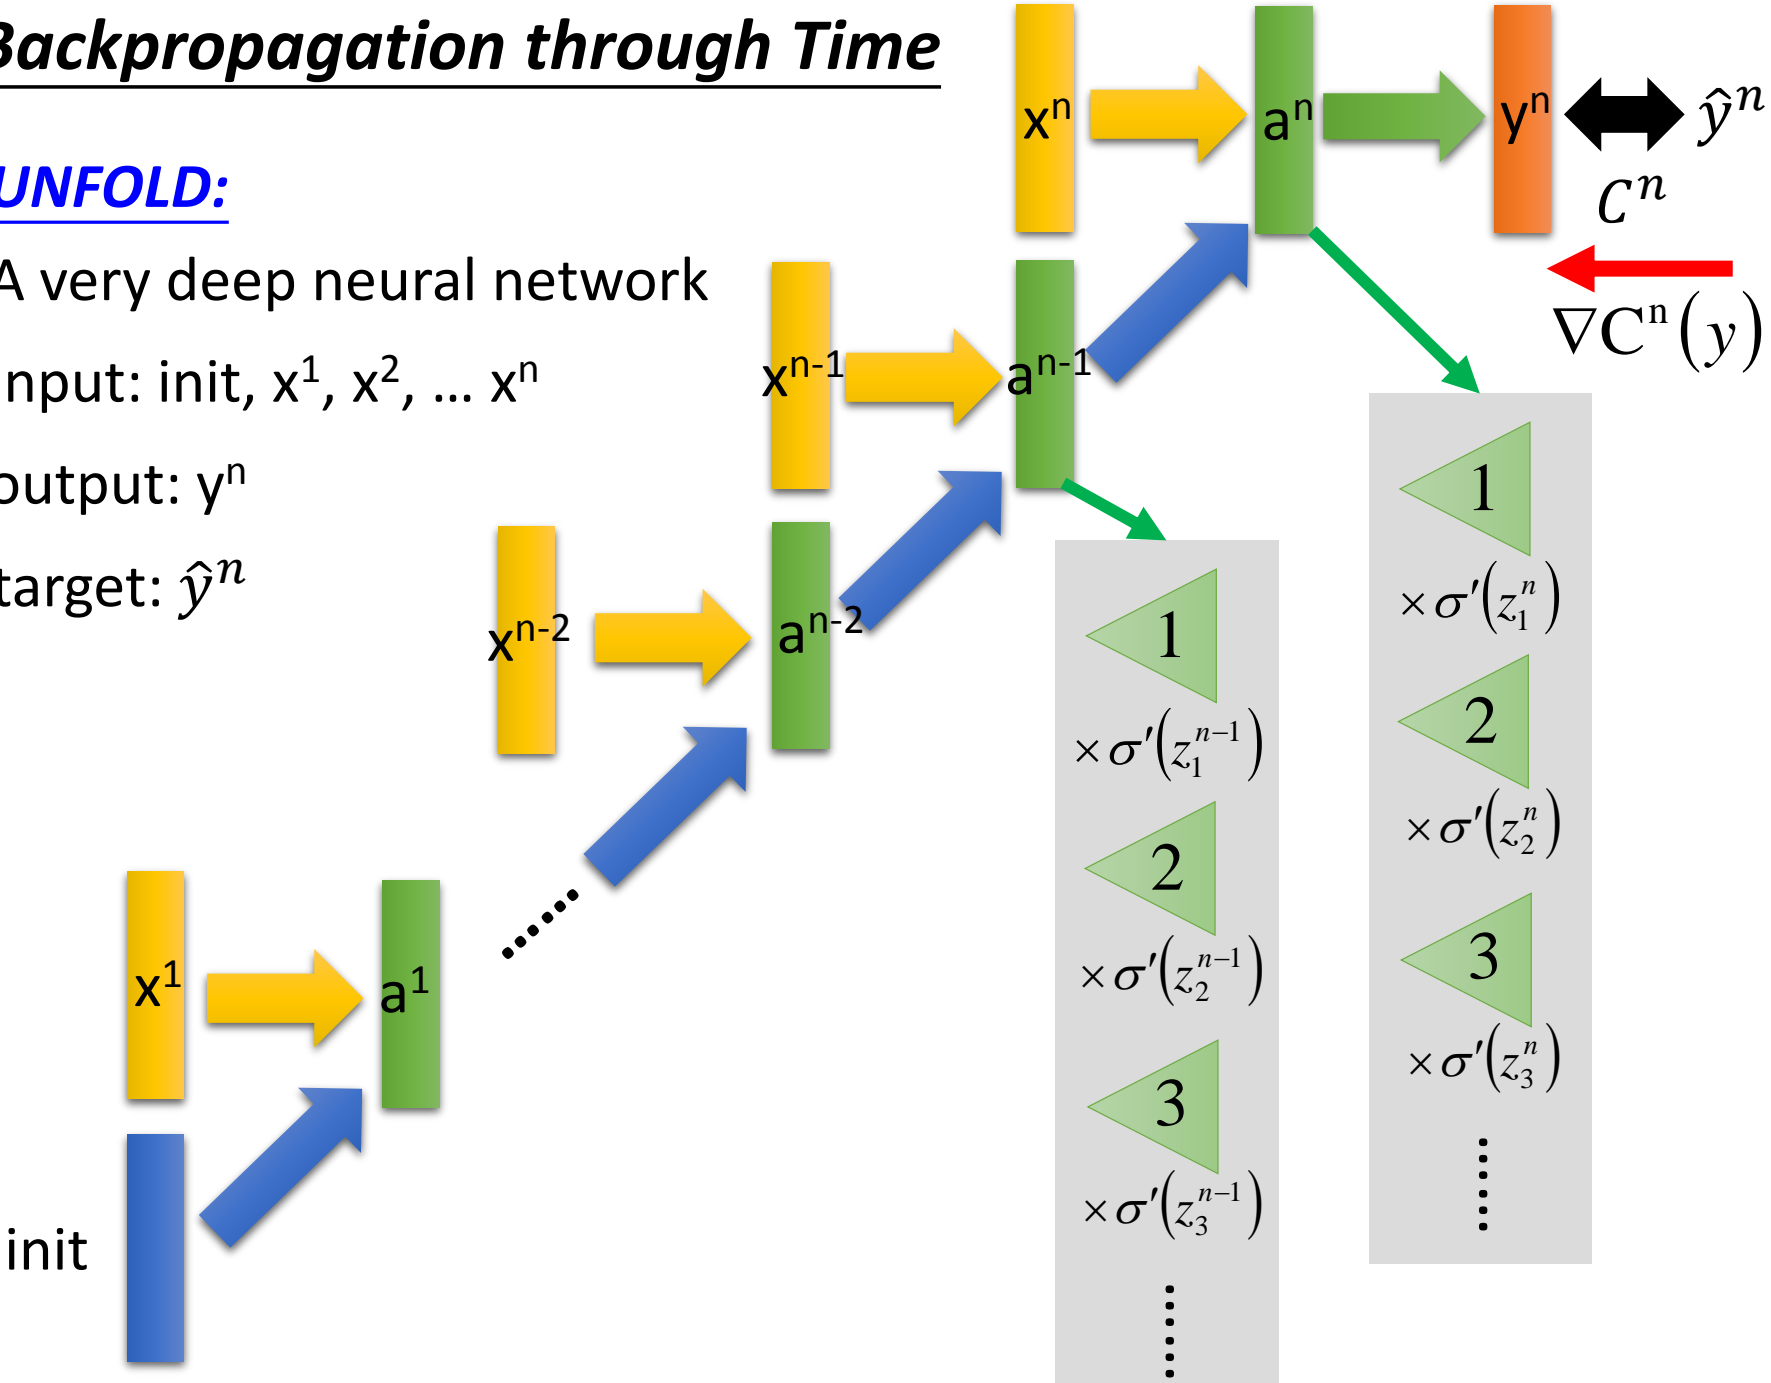 Backpropagation through Time
UNFOLD:
A very deep neural network
Input: init, x¹, x², … xⁿ
output: yⁿ
target: ŷⁿ
xⁿ
aⁿ
yⁿ
ŷⁿ
Cⁿ
∇Cⁿ(y)
xⁿ⁻¹
aⁿ⁻¹
xⁿ⁻²
aⁿ⁻²
x¹
a¹
init
1
×σ′(z₁ⁿ⁻¹)
2
×σ′(z₂ⁿ⁻¹)
3
×σ′(z₃ⁿ⁻¹)
⋮
1
×σ′(z₁ⁿ)
2
×σ′(z₂ⁿ)
3
×σ′(z₃ⁿ)
⋮